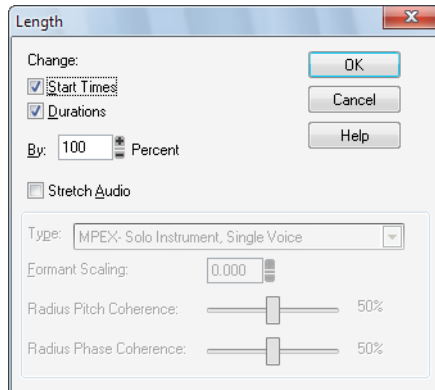 Length
Change:
Start Times
Durations
By: 100 Percent
Stretch Audio
OK
Cancel
Help
Type: MPEX- Solo Instrument, Single Voice
Formant Scaling: 0.000
Radius Pitch Coherence: 50%
Radius Phase Coherence: 50%